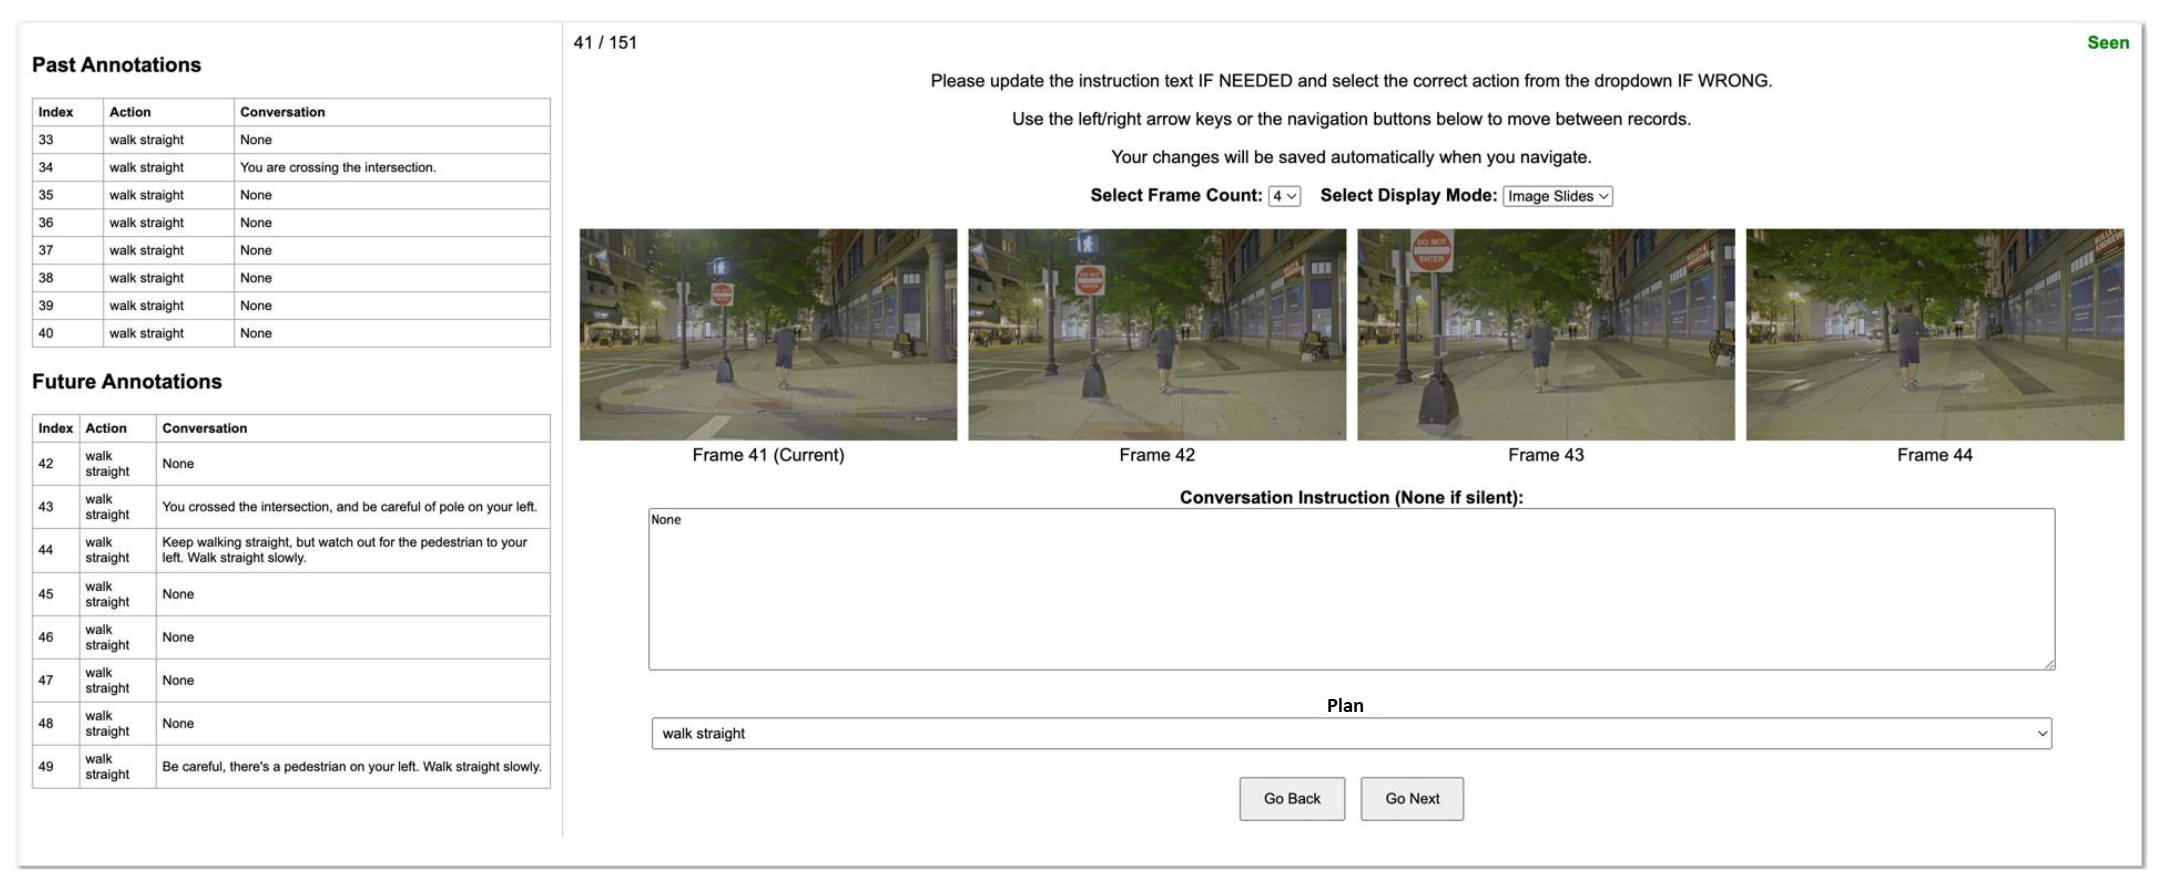 Past Annotations
Index Action Conversation
33 walk straight None
34 walk straight You are crossing the intersection.
35 walk straight None
36 walk straight None
37 walk straight None
38 walk straight None
39 walk straight None
40 walk straight None
Future Annotations
Index Action Conversation
42 walk straight None
43 walk straight You crossed the intersection, and be careful of pole on your left.
44 walk straight Keep walking straight, but watch out for the pedestrian to your
left. Walk straight slowly.
45 walk straight None
46 walk straight None
47 walk straight None
48 walk straight None
49 walk straight Be careful, there's a pedestrian on your left. Walk straight slowly.
41 / 151
Seen
Please update the instruction text IF NEEDED and select the correct action from the dropdown IF WRONG.
Use the left/right arrow keys or the navigation buttons below to move between records.
Your changes will be saved automatically when you navigate.
Select Frame Count: 4 Select Display Mode: Image Slides
DO NOT
ENTER
DO NOT
ENTER
Frame 41 (Current) Frame 42 Frame 43 Frame 44
Conversation Instruction (None if silent):
None
Plan
walk straight
Go Back Go Next